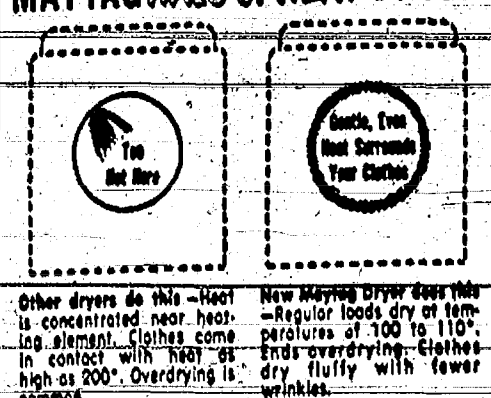 Too
Hot Here
Gentle, Even
Heat Surrounds
Your Clothes
Other dryers do this —Heat
is concentrated near heat-
ing element. Clothes come
in contact with heat as
high as 200°. Overdrying is
common
New Maytag Dryer does this
—Regular loads dry at tem-
peratures of 100 to 110°.
Ends overdrying. Clothes
dry fluffy with fewer
wrinkles.